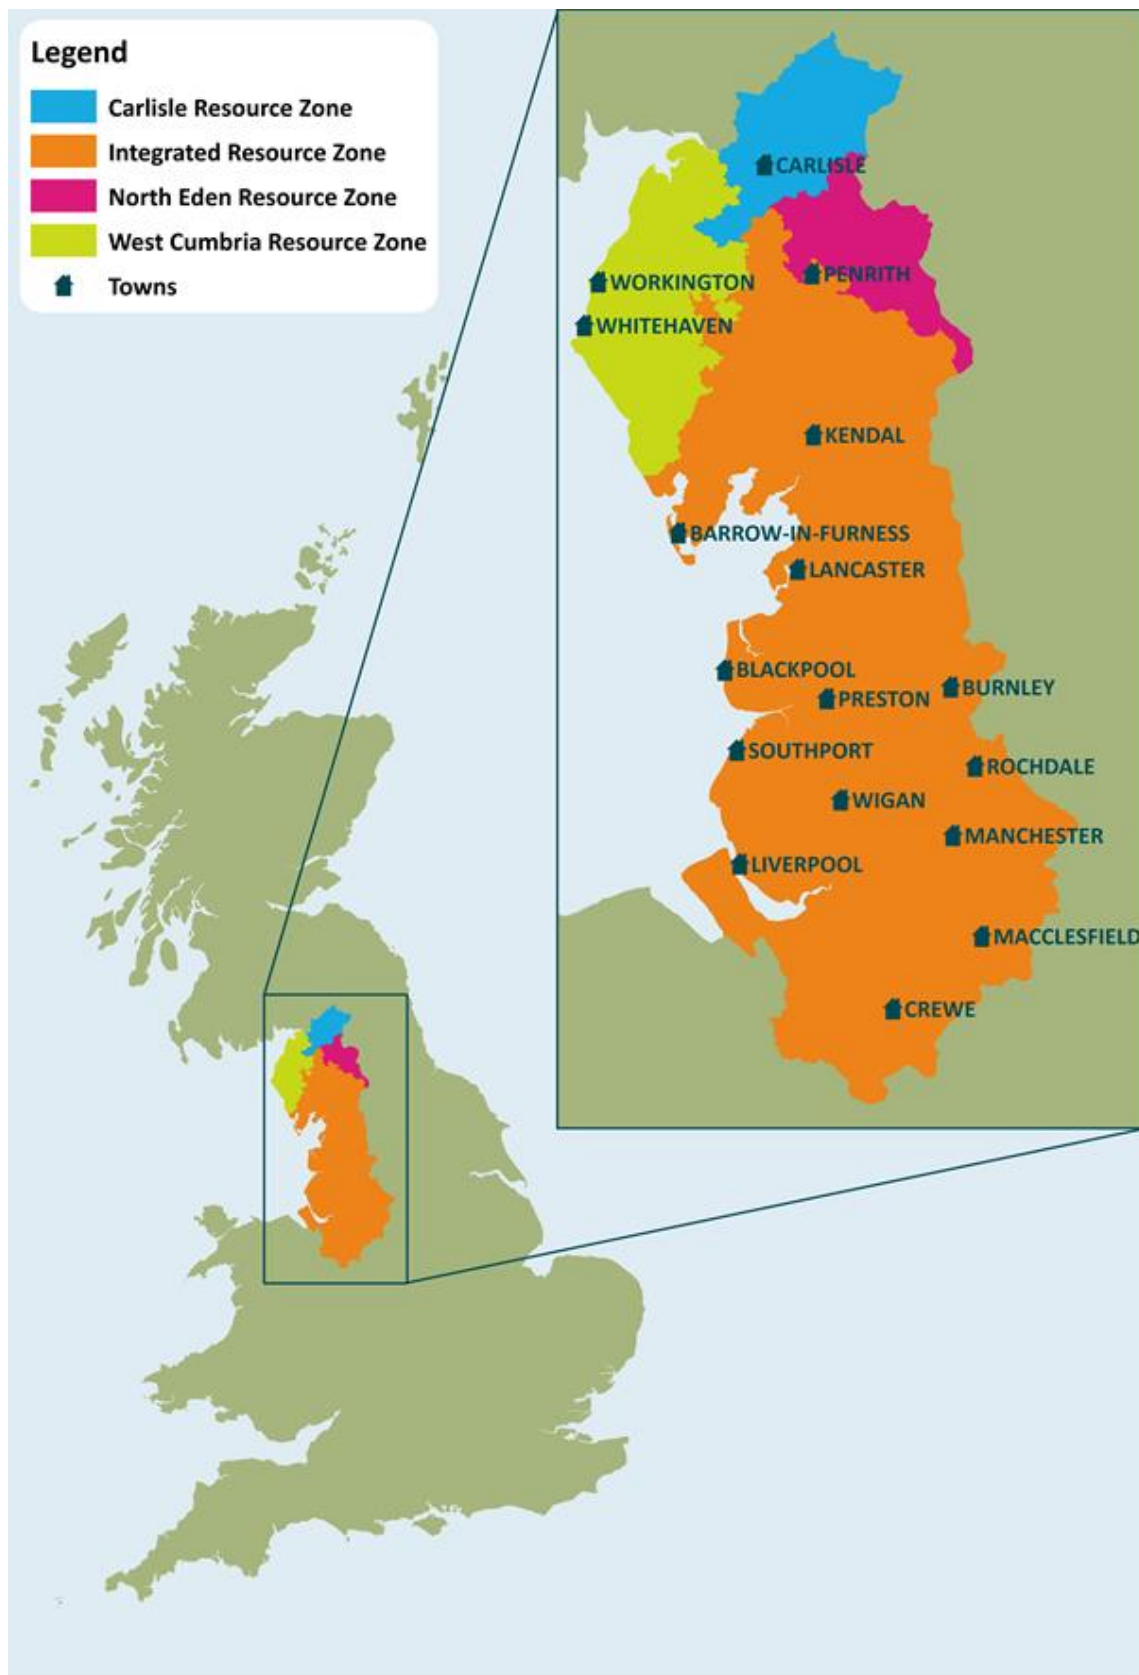 Legend
Carlisle Resource Zone
Integrated Resource Zone
North Eden Resource Zone
West Cumbria Resource Zone
Towns
CARLISLE
PENRITH
WORKINGTON
WHITEHAVEN
KENDAL
BARROW-IN-FURNESS
LANCASTER
BLACKPOOL
BURNLEY
PRESTON
SOUTHPORT
ROCHDALE
WIGAN
MANCHESTER
LIVERPOOL
MACCLESFIELD
CREWE